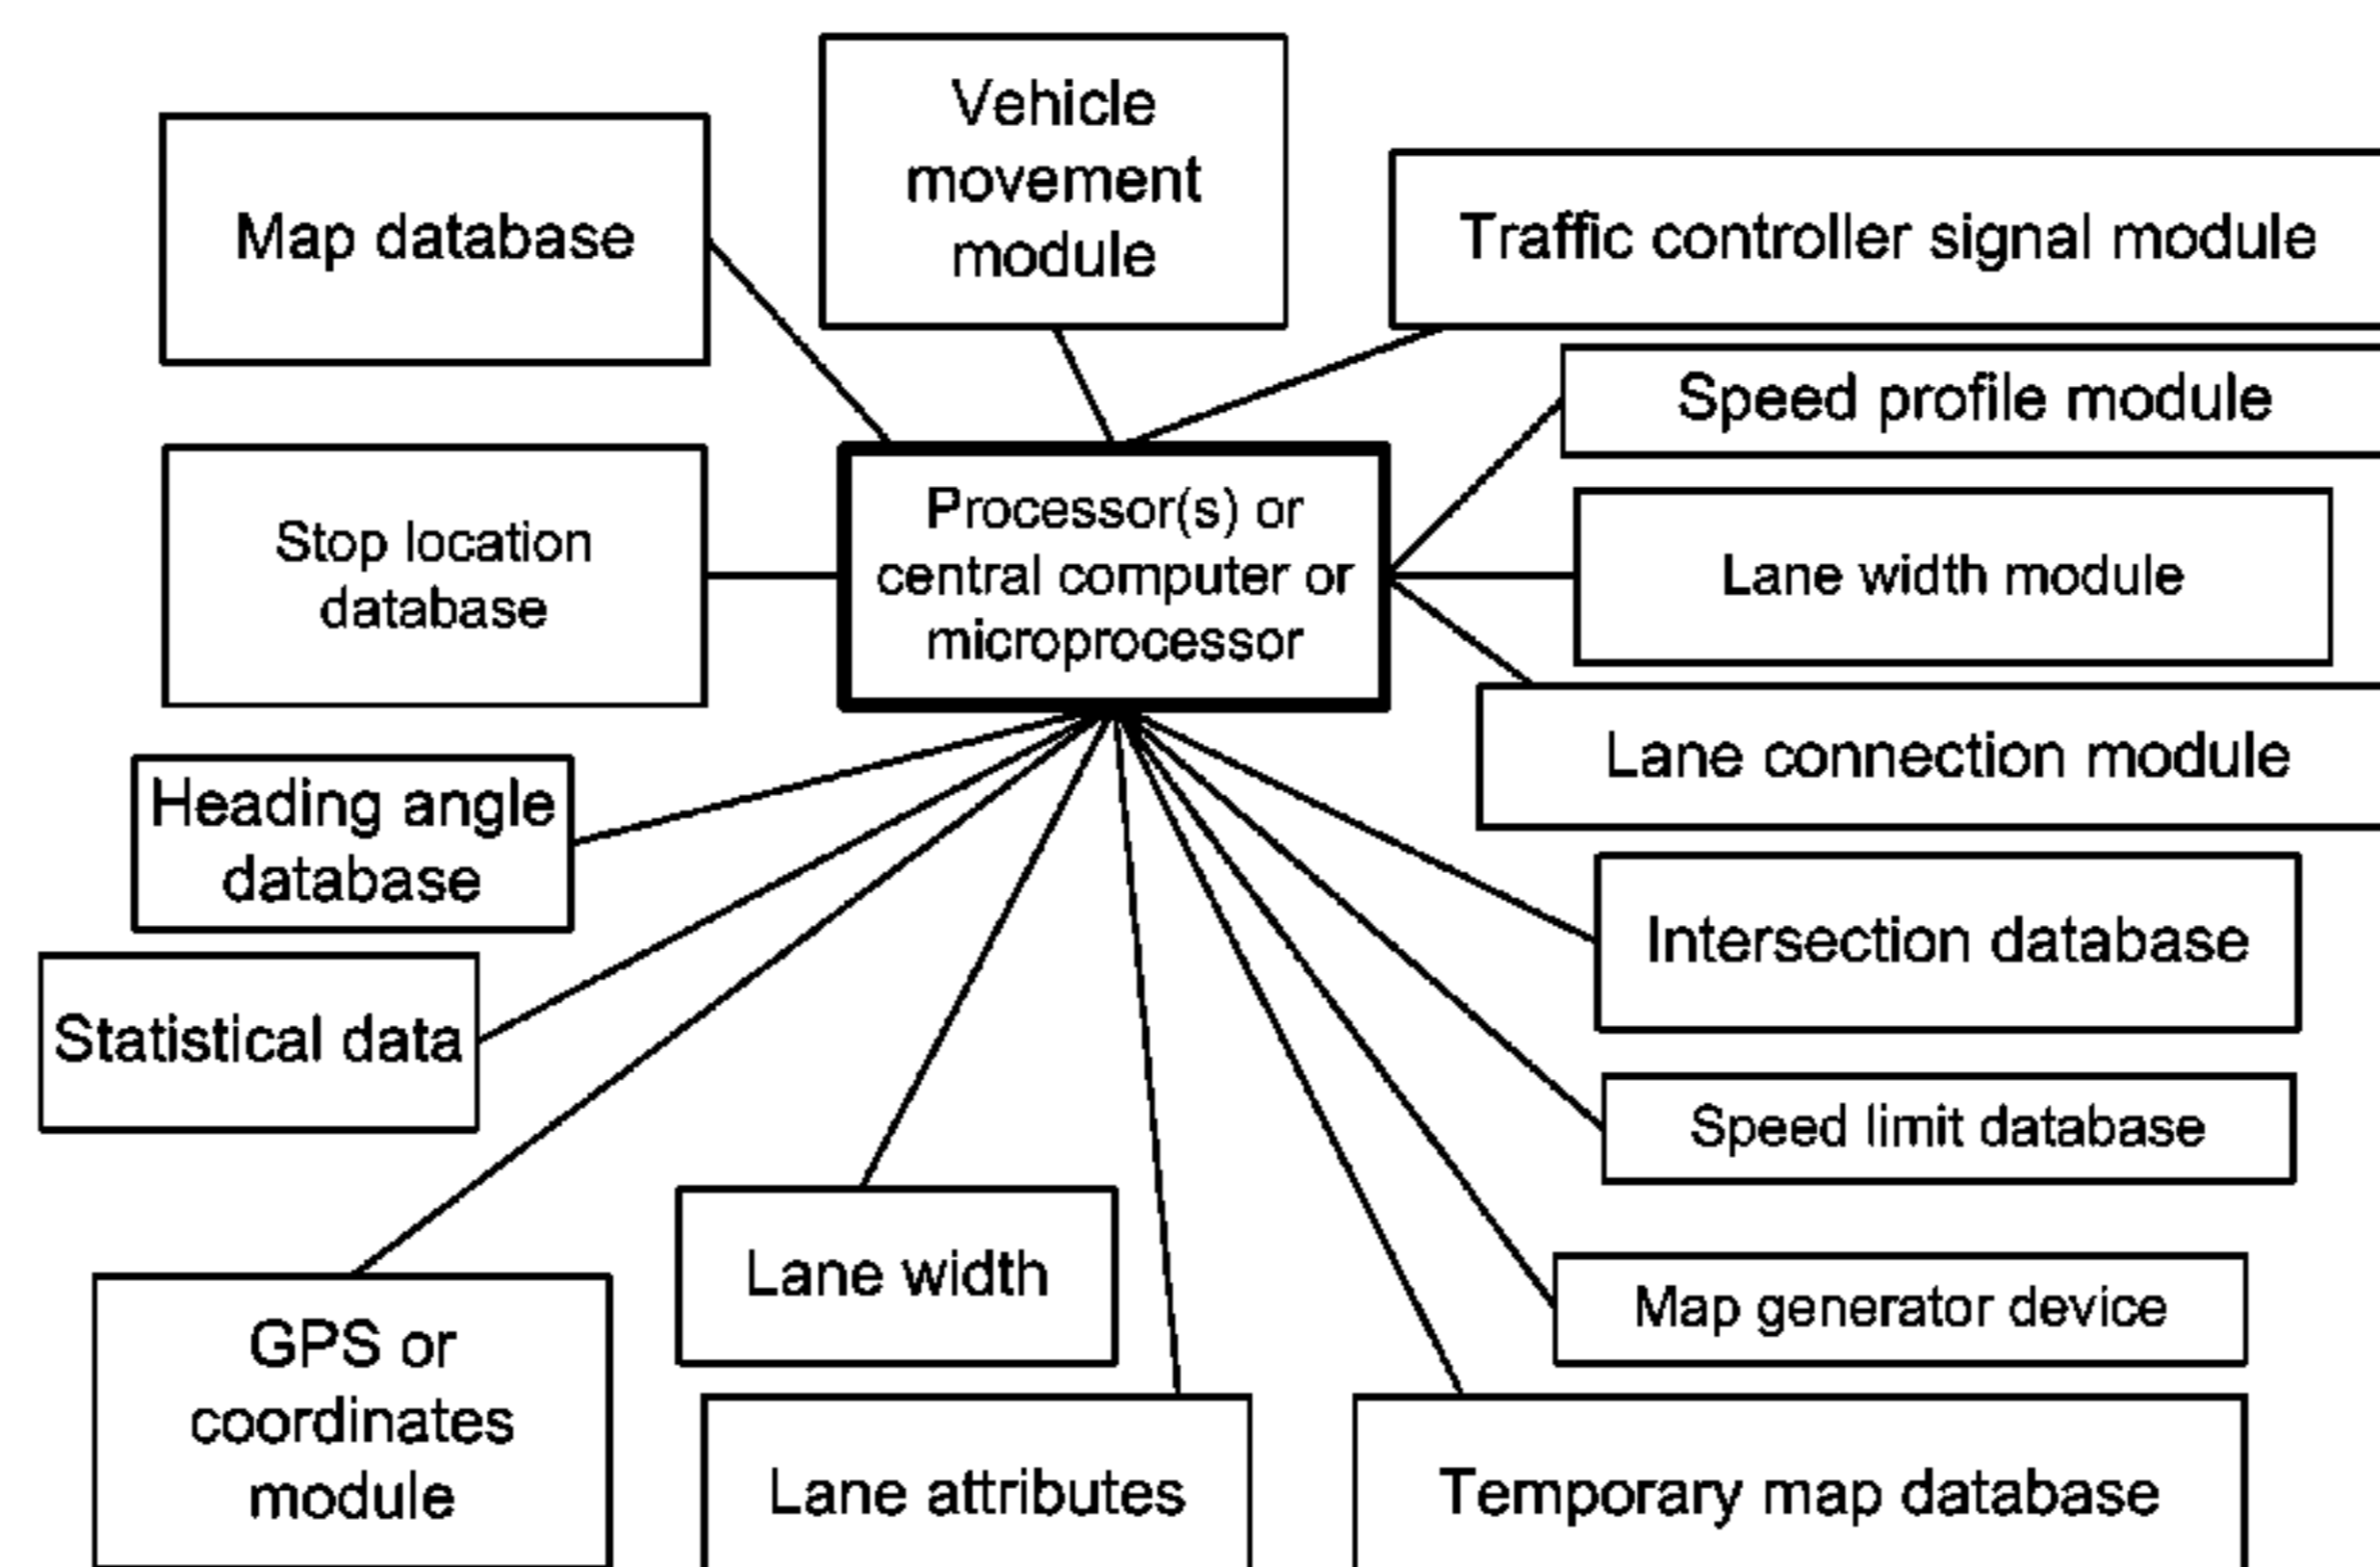 Vehicle
movement
module
Map database
Traffic controller signal module
Speed profile module
Processor(s) or
central computer or
microprocessor
Stop location
database
Lane width module
Lane connection module
Heading angle
database
Intersection database
Statistical data
Speed limit database
Lane width
Map generator device
GPS or
coordinates
module
Lane attributes
Temporary map database